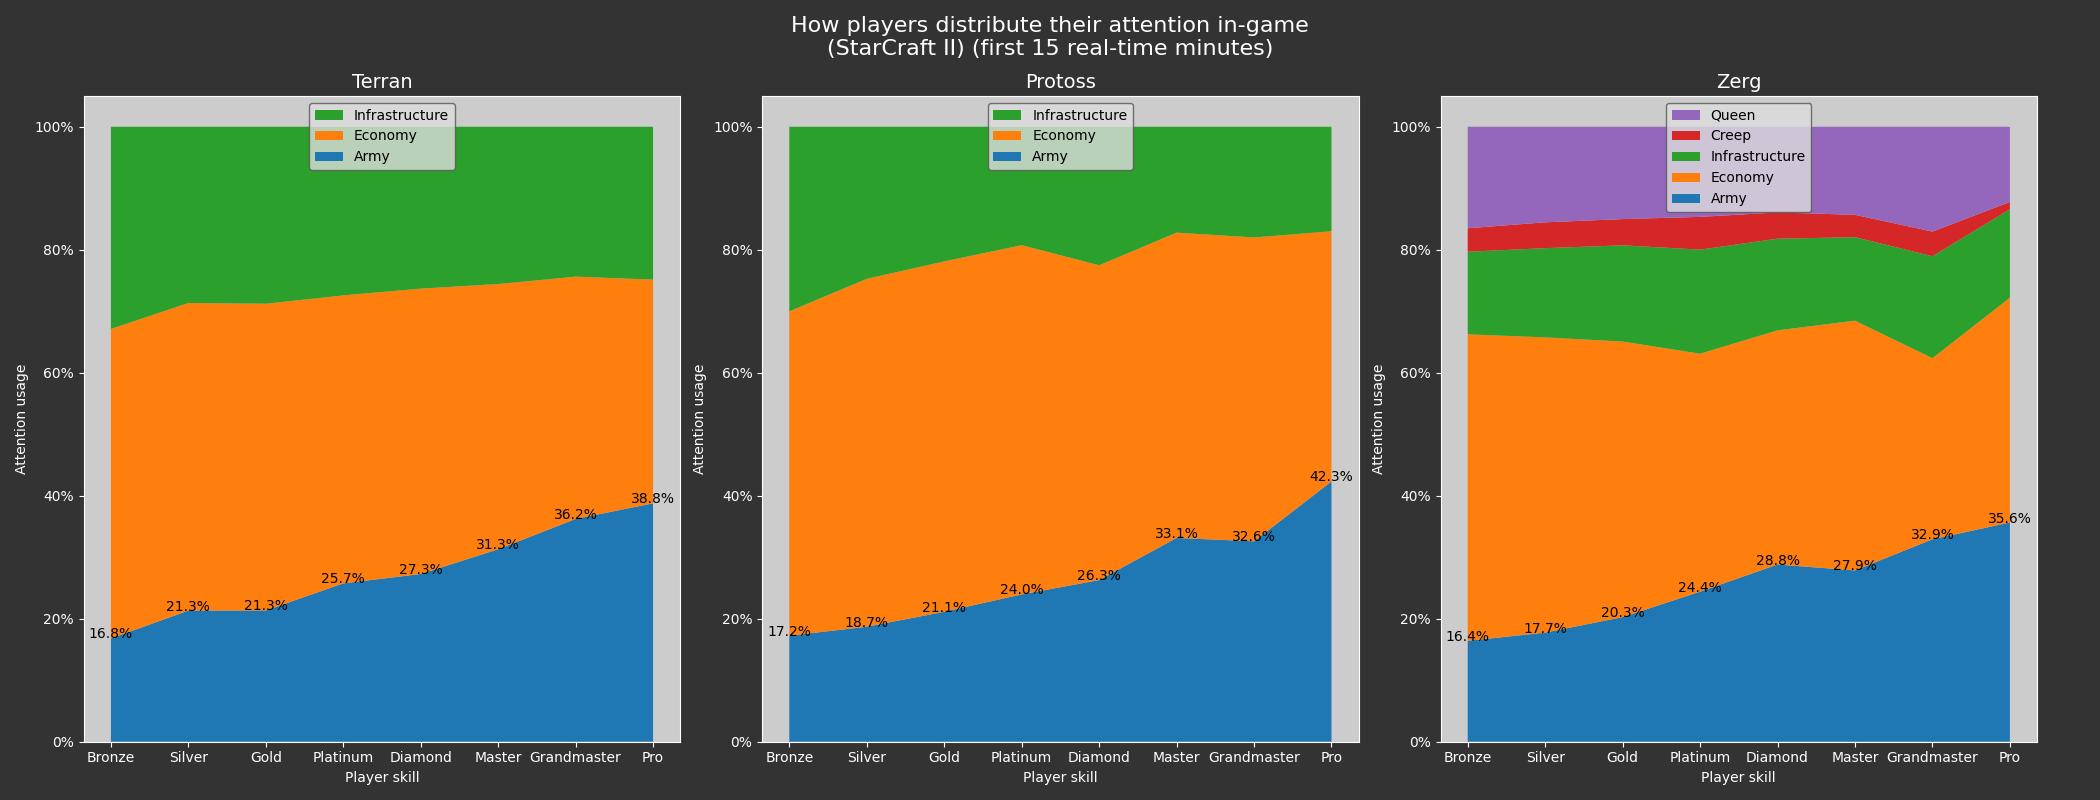 How players distribute their attention in-game
(StarCraft II) (first 15 real-time minutes)
Terran
Infrastructure
Economy
Army
100%
80%
60%
40%
20%
0%
Attention usage
16.8%
21.3%
21.3%
25.7%
27.3%
31.3%
36.2%
38.8%
Bronze Silver Gold Platinum Diamond Master Grandmaster Pro
Player skill
Protoss
Infrastructure
Economy
Army
100%
80%
60%
40%
20%
0%
Attention usage
17.2%
18.7%
21.1%
24.0%
26.3%
33.1%
32.6%
42.3%
Bronze Silver Gold Platinum Diamond Master Grandmaster Pro
Player skill
Zerg
Queen
Creep
Infrastructure
Economy
Army
100%
80%
60%
40%
20%
0%
Attention usage
16.4%
17.7%
20.3%
24.4%
28.8%
27.9%
32.9%
35.6%
Bronze Silver Gold Platinum Diamond Master Grandmaster Pro
Player skill